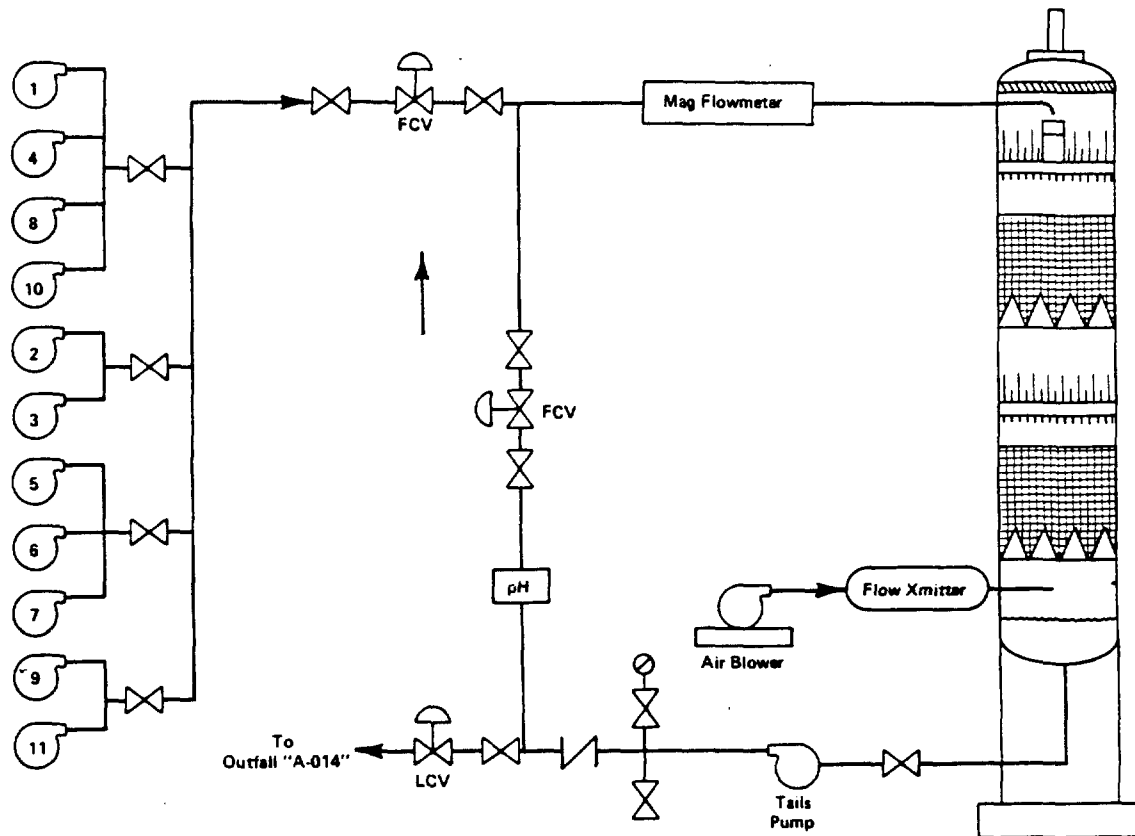 1
4
8
10
2
3
5
6
7
9
11
FCV
Mag Flowmeter
FCV
pH
Flow Xmitter
Air Blower
To
Outfall "A-014"
LCV
Tails
Pump